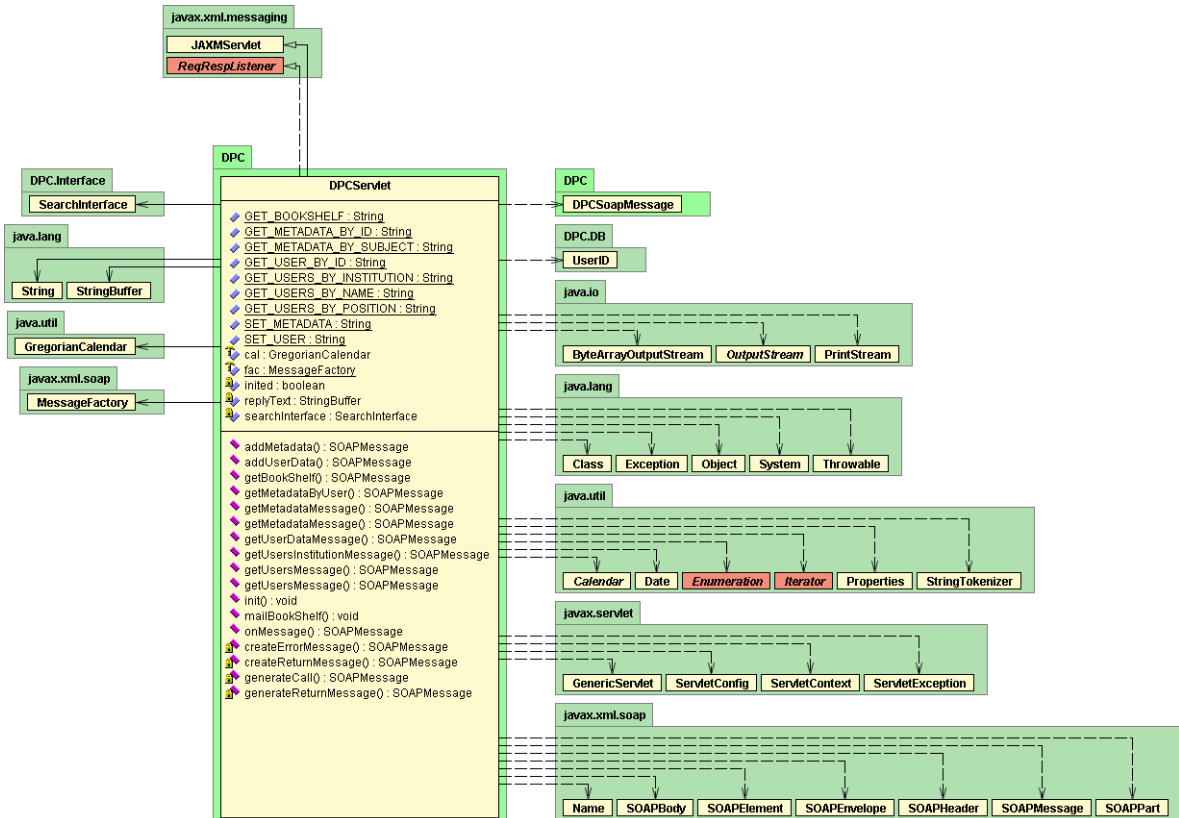 javax.xml.messaging
JAXMServlet
ReqRespListener
DPC
DPCServlet
DPC.Interface
SearchInterface
java.lang
String StringBuffer
java.util
GregorianCalendar
javax.xml.soap
MessageFactory
GET_BOOKSHELF : String
GET_METADATA_BY_ID : String
GET_METADATA_BY_SUBJECT : String
GET_USER_BY_ID : String
GET_USERS_BY_INSTITUTION : String
GET_USERS_BY_NAME : String
GET_USERS_BY_POSITION : String
SET_METADATA : String
SET_USER : String
cal : GregorianCalendar
fac : MessageFactory
inited : boolean
replyText : StringBuffer
searchInterface : SearchInterface
addMetadata() : SOAPMessage
addUserData() : SOAPMessage
getBookShelf() : SOAPMessage
getMetadataByUser() : SOAPMessage
getMetadataMessage() : SOAPMessage
getMetadataMessage() : SOAPMessage
getUserDataMessage() : SOAPMessage
getUsersInstitutionMessage() : SOAPMessage
getUsersMessage() : SOAPMessage
getUsersMessage() : SOAPMessage
init() : void
mailBookShelf() : void
onMessage() : SOAPMessage
createErrorMessage() : SOAPMessage
createReturnMessage() : SOAPMessage
generateCall() : SOAPMessage
generateReturnMessage() : SOAPMessage
DPC
DPCSoapMessage
DPC.DB
UserID
java.io
ByteArrayOutputStream OutputStream PrintStream
java.lang
Class Exception Object System Throwable
java.util
Calendar Date Enumeration Iterator Properties StringTokenizer
javax.servlet
GenericServlet ServletConfig ServletContext ServletException
javax.xml.soap
Name SOAPBody SOAPElement SOAPEnvelope SOAPHeader SOAPMessage SOAPPart